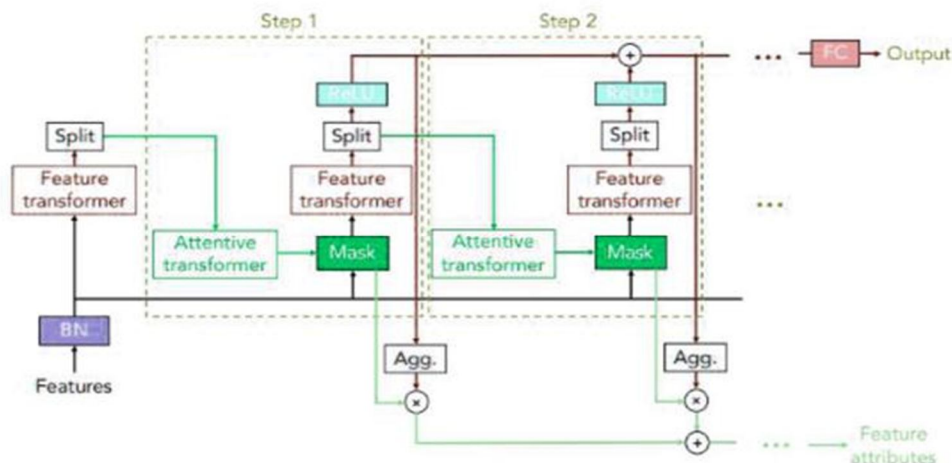 Step 1
Step 2
...
FC
Output
ReLU
ReLU
Split
Split
Split
Feature
transformer
Feature
transformer
Feature
transformer
...
Attentive
transformer
Mask
Attentive
transformer
Mask
BN
Features
Agg.
Agg.
×
×
+
+
...
Feature
attributes